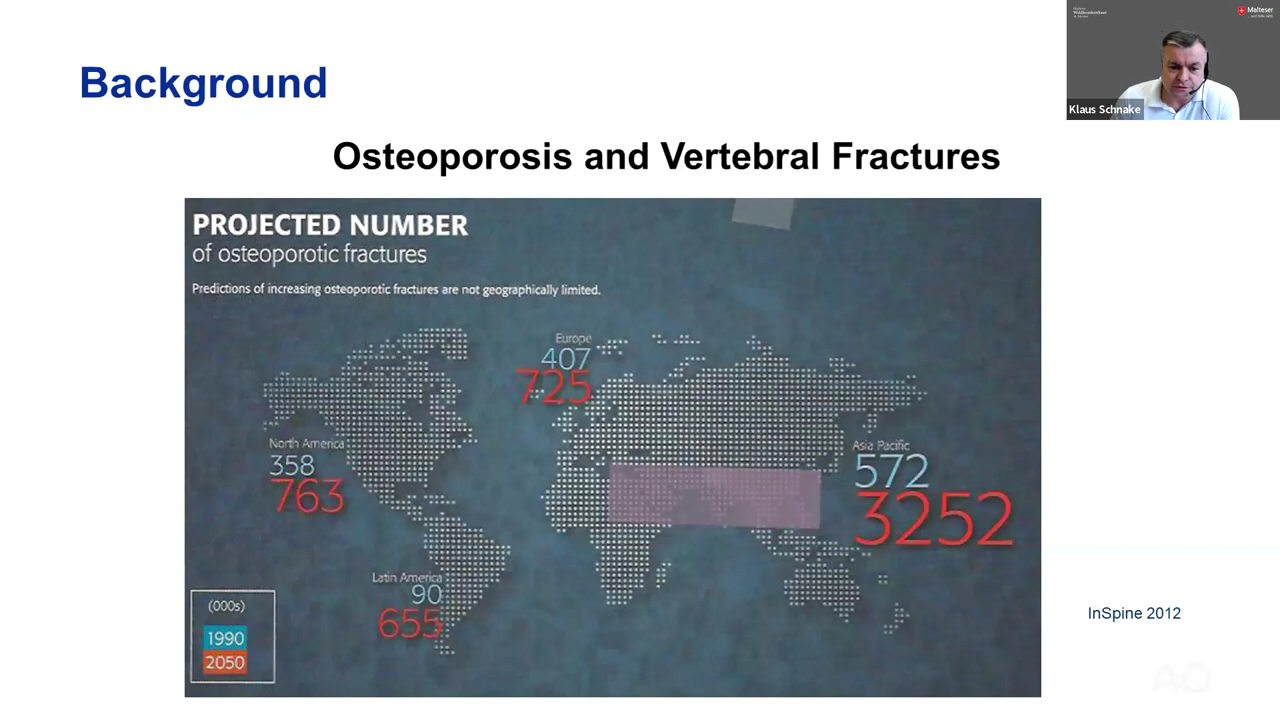 Background
Malteser
Klaus Schnake
Osteoporosis and Vertebral Fractures
PROJECTED NUMBER
of osteoporotic fractures
Predictions of increasing osteoporotic fractures are not geographically limited.
Europe
407
725
North America
358
763
Asia Pacific
572
3252
Latin America
90
655
(000s)
1990
2050
InSpine 2012
AO